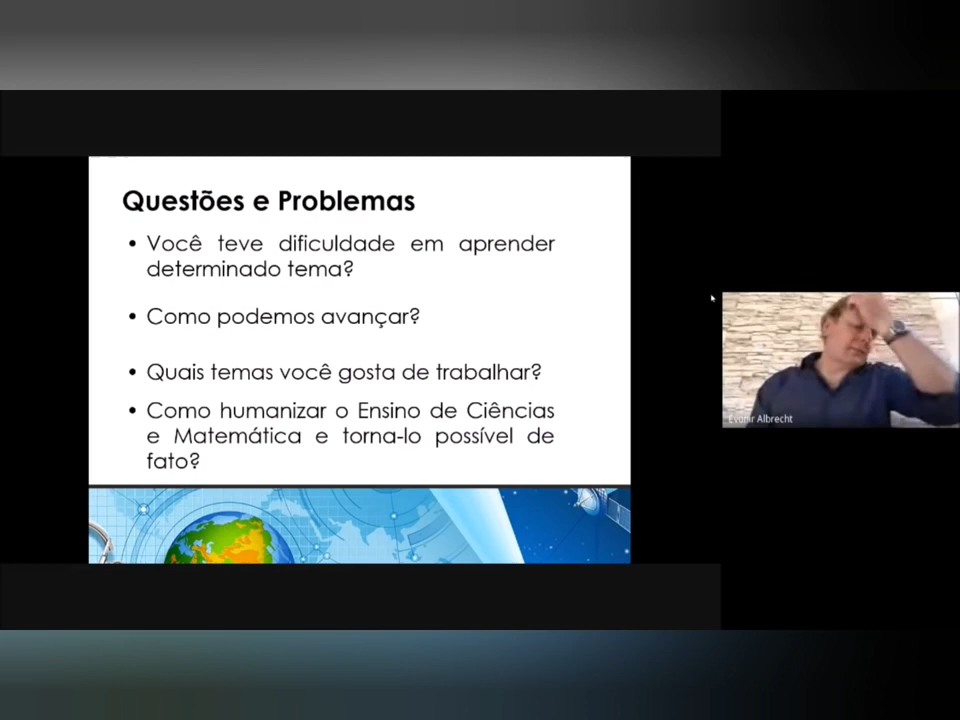 Questões e Problemas
• Você teve dificuldade em aprender
determinado tema?
• Como podemos avançar?
• Quais temas você gosta de trabalhar?
• Como humanizar o Ensino de Ciências
e Matemática e torna-lo possível de
fato?
Evonir Albrecht